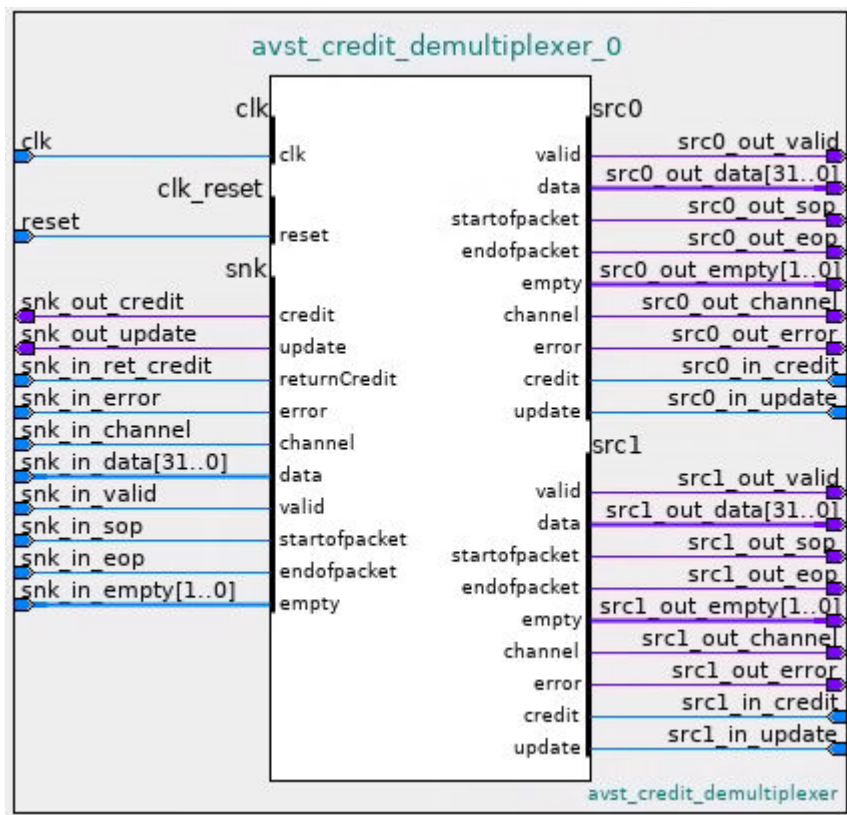 avst_credit_demultiplexer_0
clk
clk
clk
clk_reset
reset
reset
snk
snk_out_credit
credit
snk_out_update
update
snk_in_ret_credit
returnCredit
snk_in_error
error
snk_in_channel
channel
snk_in_data[31..0]
data
snk_in_valid
valid
snk_in_sop
startofpacket
snk_in_eop
endofpacket
snk_in_empty[1..0]
empty
src0
valid
src0_out_valid
data
src0_out_data[31..0]
startofpacket
src0_out_sop
endofpacket
src0_out_eop
empty
src0_out_empty[1..0]
channel
src0_out_channel
error
src0_out_error
credit
src0_in_credit
update
src0_in_update
src1
valid
src1_out_valid
data
src1_out_data[31..0]
startofpacket
src1_out_sop
endofpacket
src1_out_eop
empty
src1_out_empty[1..0]
channel
src1_out_channel
error
src1_out_error
credit
src1_in_credit
update
src1_in_update
avst_credit_demultiplexer